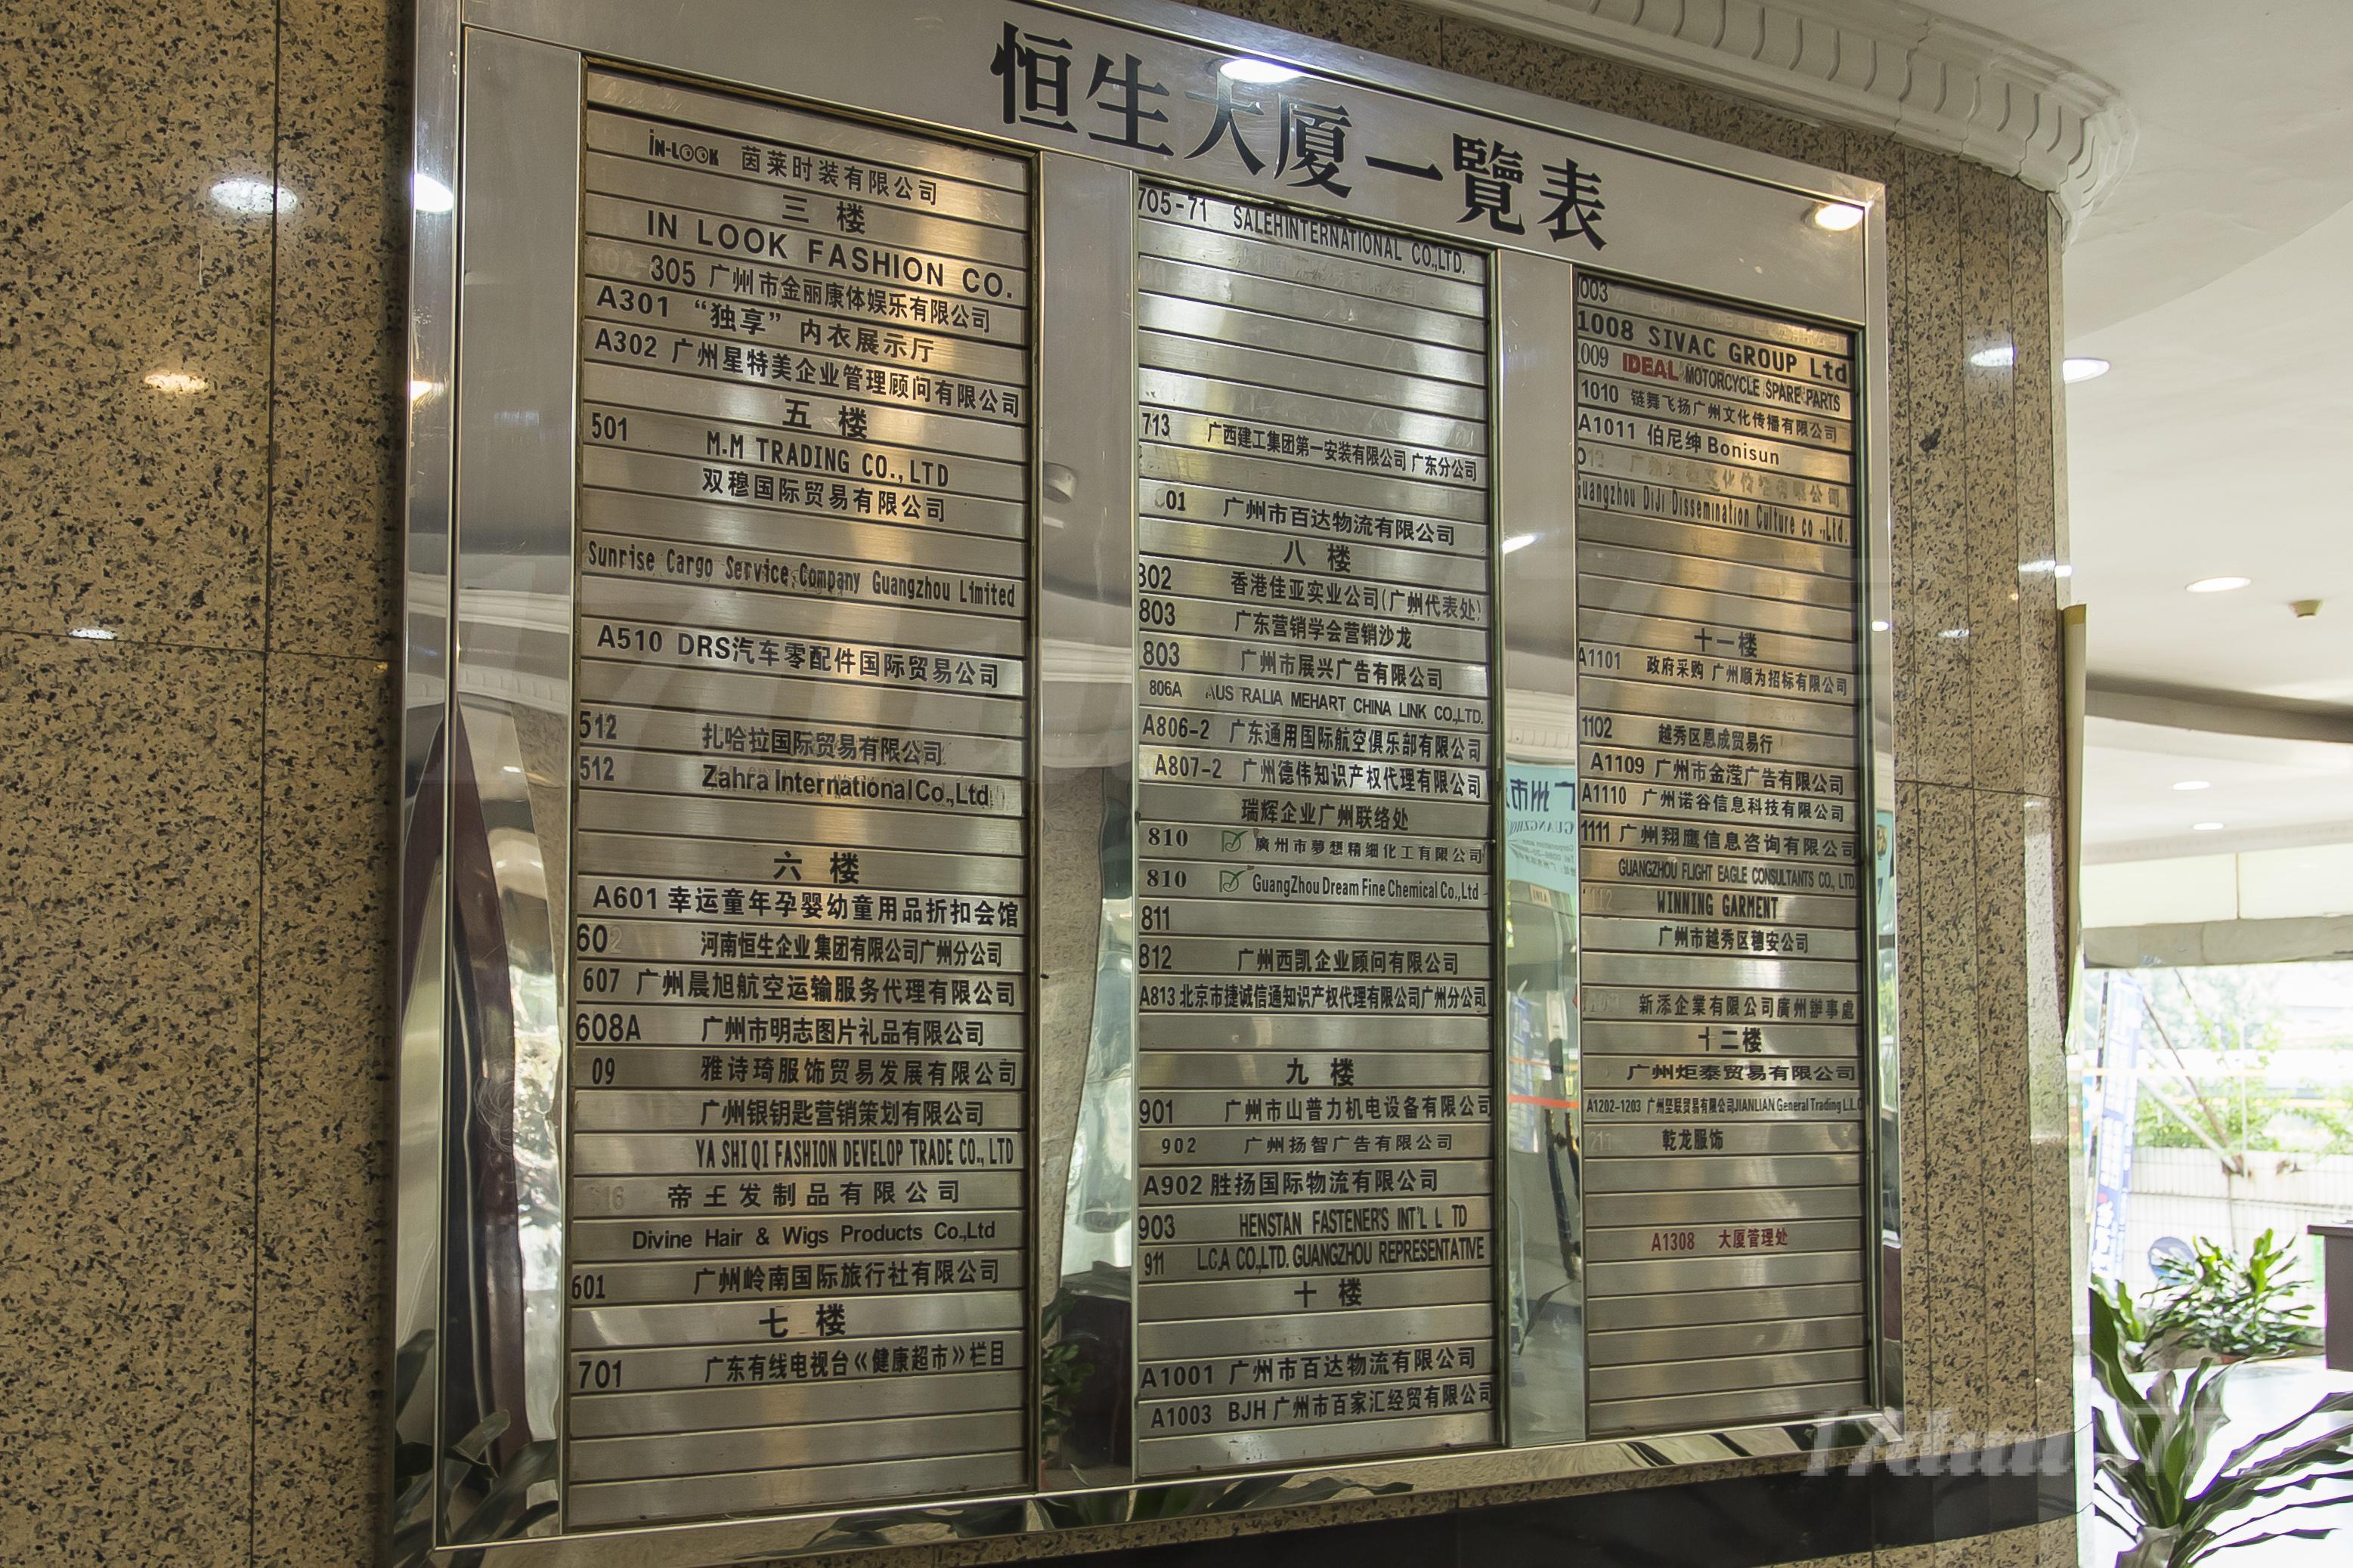 恒生大厦一覽表
iN-LOOK 茵莱时装有限公司
三 楼
IN LOOK FASHION CO.
302-305 广州市金丽康体娱乐有限公司
A301 “独享”内衣展示厅
A302 广州星特美企业管理顾问有限公司
五 楼
501 M.M TRADING CO.,LTD
双穆国际贸易有限公司
Sunrise Cargo Service Company Guangzhou Limited
A510 DRS汽车零配件国际贸易公司
512 扎哈拉国际贸易有限公司
512 Zahra International Co.,Ltd
六 楼
A601 幸运童年孕婴幼童用品折扣会馆
602 河南恒生企业集团有限公司广州分公司
607 广州晨旭航空运输服务代理有限公司
608A 广州市明志图片礼品有限公司
09 雅诗琦服饰贸易发展有限公司
广州银钥匙营销策划有限公司
YA SHI QI FASHION DEVELOP TRADE CO., LTD
616 帝王发制品有限公司
Divine Hair & Wigs Products Co.,Ltd
601 广州岭南国际旅行社有限公司
七 楼
701 广东有线电视台《健康超市》栏目
705-71 SALEHINTERNATIONAL CO.,LTD.
713 广西建工集团第一安装有限公司 广东分公司
01 广州市百达物流有限公司
八 楼
802 香港佳亚实业公司(广州代表处)
803 广东营销学会营销沙龙
803 广州市展兴广告有限公司
806A AUSTRALIA MEHART CHINA LINK CO.,LTD.
A806-2 广东通用国际航空俱乐部有限公司
A807-2 广州德伟知识产权代理有限公司
瑞辉企业广州联络处
810 廣州市夢想精细化工有限公司
810 GuangZhou Dream Fine Chemical Co.,Ltd
811
812 广州西凯企业顾问有限公司
A813 北京市捷诚信通知识产权代理有限公司广州分公司
九 楼
901 广州市山普力机电设备有限公司
902 广州扬智广告有限公司
A902 胜扬国际物流有限公司
903 HENSTAN FASTENER'S INT'L LTD
911 L.C.A CO.,LTD. GUANGZHOU REPRESENTATIVE
十 楼
A1001 广州市百达物流有限公司
A1003 BJH 广州市百家汇经贸有限公司
003
1008 SIVAC GROUP Ltd
1009 IDEAL MOTORCYCLE SPARE PARTS
1010 链舞飞扬广州文化传播有限公司
A1011 伯尼绅 Bonisun
Guangzhou DiJi Dissemination Culture co .,Ltd.
十一楼
A1101 政府采购 广州顺为招标有限公司
1102 越秀区恩成贸易行
A1109 广州市金滢广告有限公司
A1110 广州诺谷信息科技有限公司
1111 广州翔鹰信息咨询有限公司
GUANGZHOU FLIGHT EAGLE CONSULTANTS CO., LTD.
1112 WINNING GARMENT
广州市越秀区穗安公司
新添企業有限公司廣州辦事處
十二楼
广州炬泰贸易有限公司
A1202-1203 广州坚联贸易有限公司JIANLIAN General Trading L.L.C
乾龙服饰
A1308 大厦管理处